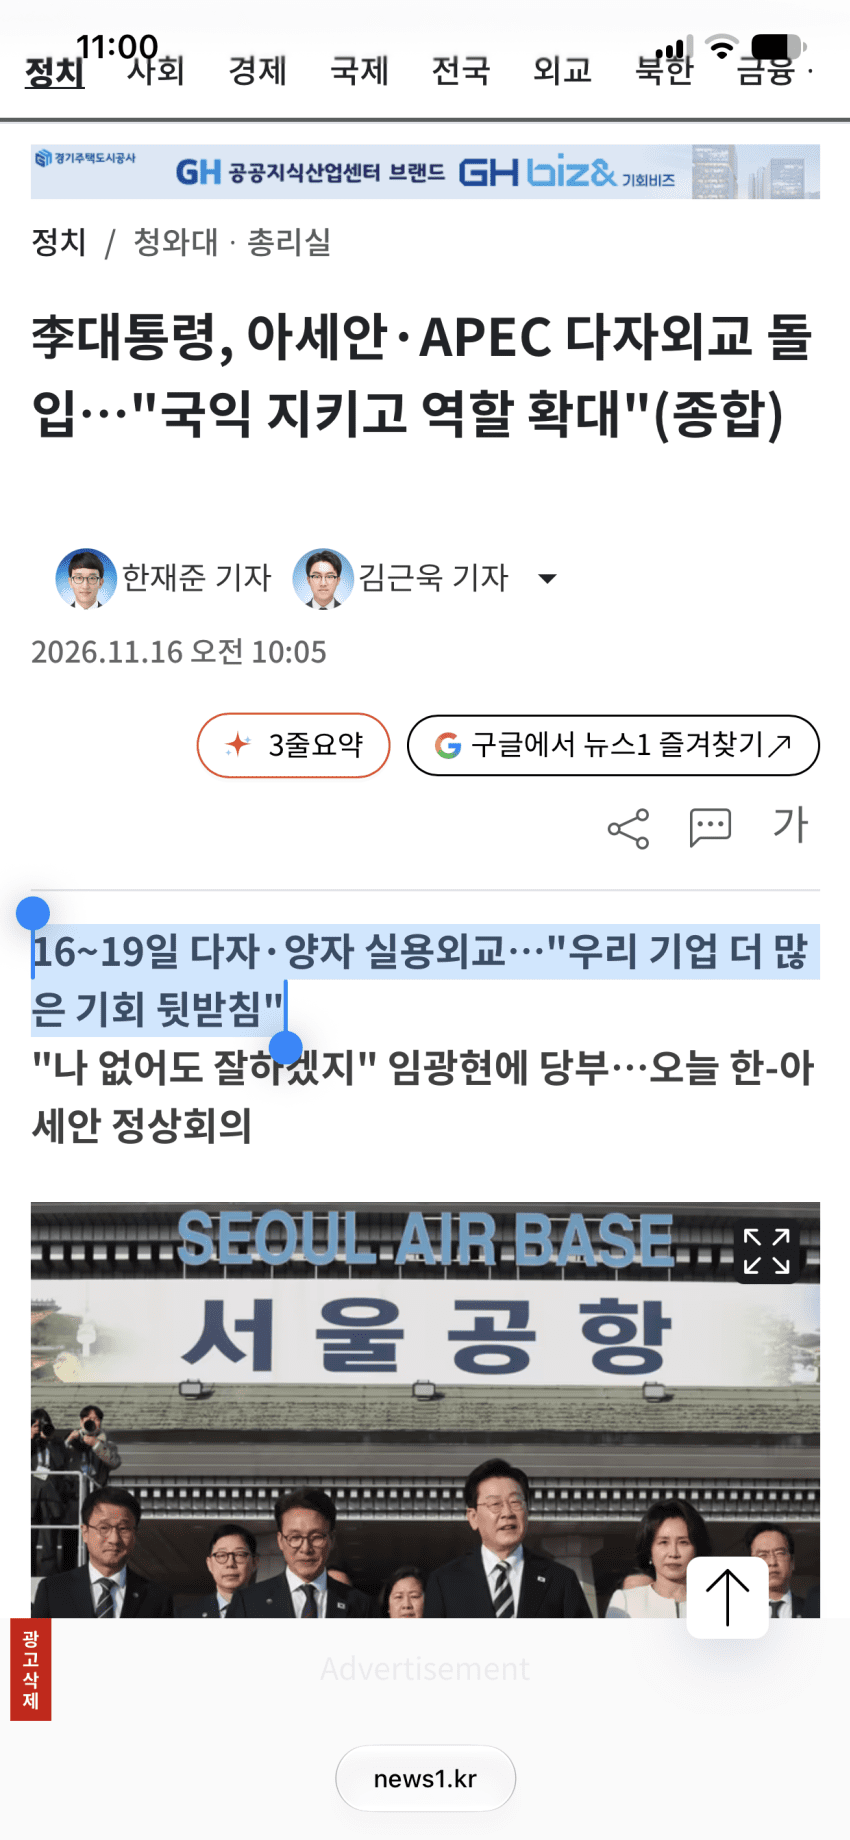 11:00
정치 사회 경제 국제 전국 외교 북한 금융 ·
경기주택도시공사
GH 공공지식산업센터 브랜드 GH biz& 기회비즈
정치 / 청와대 · 총리실
李대통령, 아세안·APEC 다자외교 돌
입…"국익 지키고 역할 확대"(종합)
한재준 기자 김근욱 기자
2026.11.16 오전 10:05
3줄요약
구글에서 뉴스1 즐겨찾기↗
가
16~19일 다자·양자 실용외교…"우리 기업 더 많
은 기회 뒷받침"
"나 없어도 잘하겠지" 임광현에 당부…오늘 한-아
세안 정상회의
SEOUL AIR BASE
서울공항
광고삭제
Advertisement
news1.kr